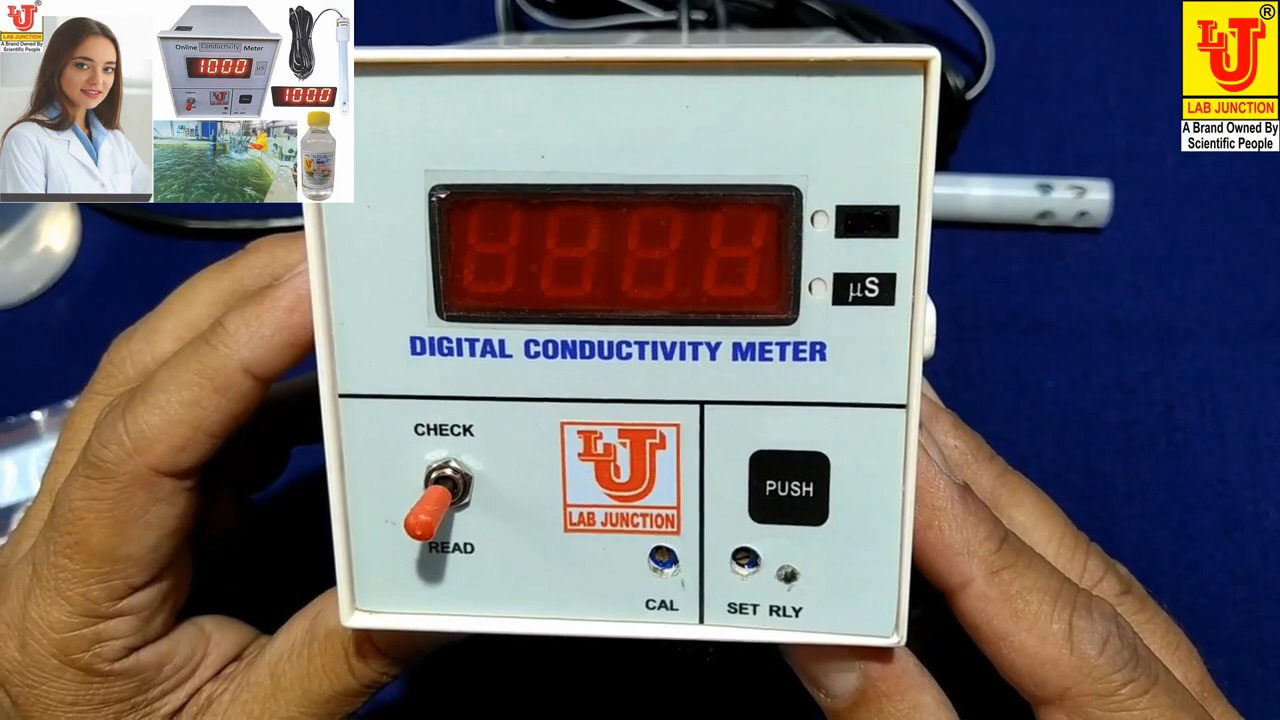 LJ
LAB JUNCTION
A Brand Owned By
Scientific People
Online Conductivity Meter
1000
µS
1000
LJ ®
LAB JUNCTION
A Brand Owned By
Scientific People
µS
DIGITAL CONDUCTIVITY METER
CHECK
READ
LJ
LAB JUNCTION
CAL
PUSH
SET RLY